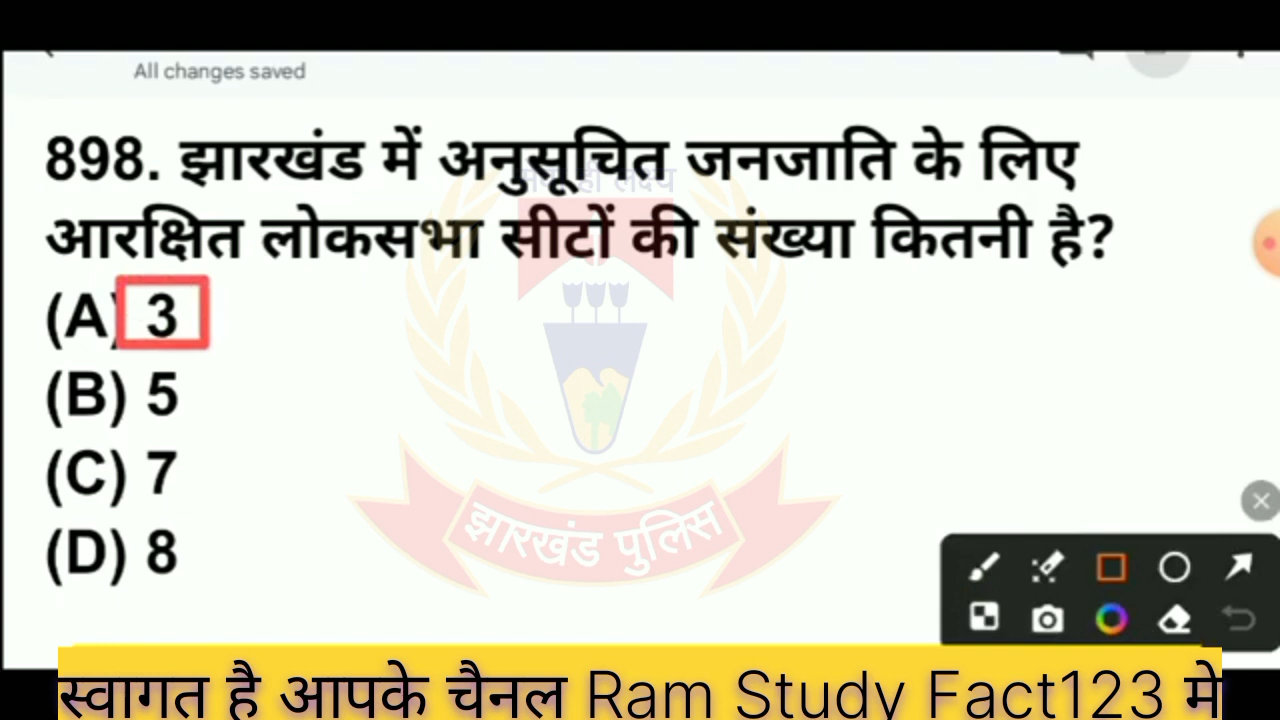 All changes saved
898. झारखंड में अनुसूचित जनजाति के लिए
आरक्षित लोकसभा सीटों की संख्या कितनी है?
(A) 3
(B) 5
(C) 7
(D) 8
झारखंड पुलिस
स्वागत है आपके चैनल Ram Study Fact123 मे